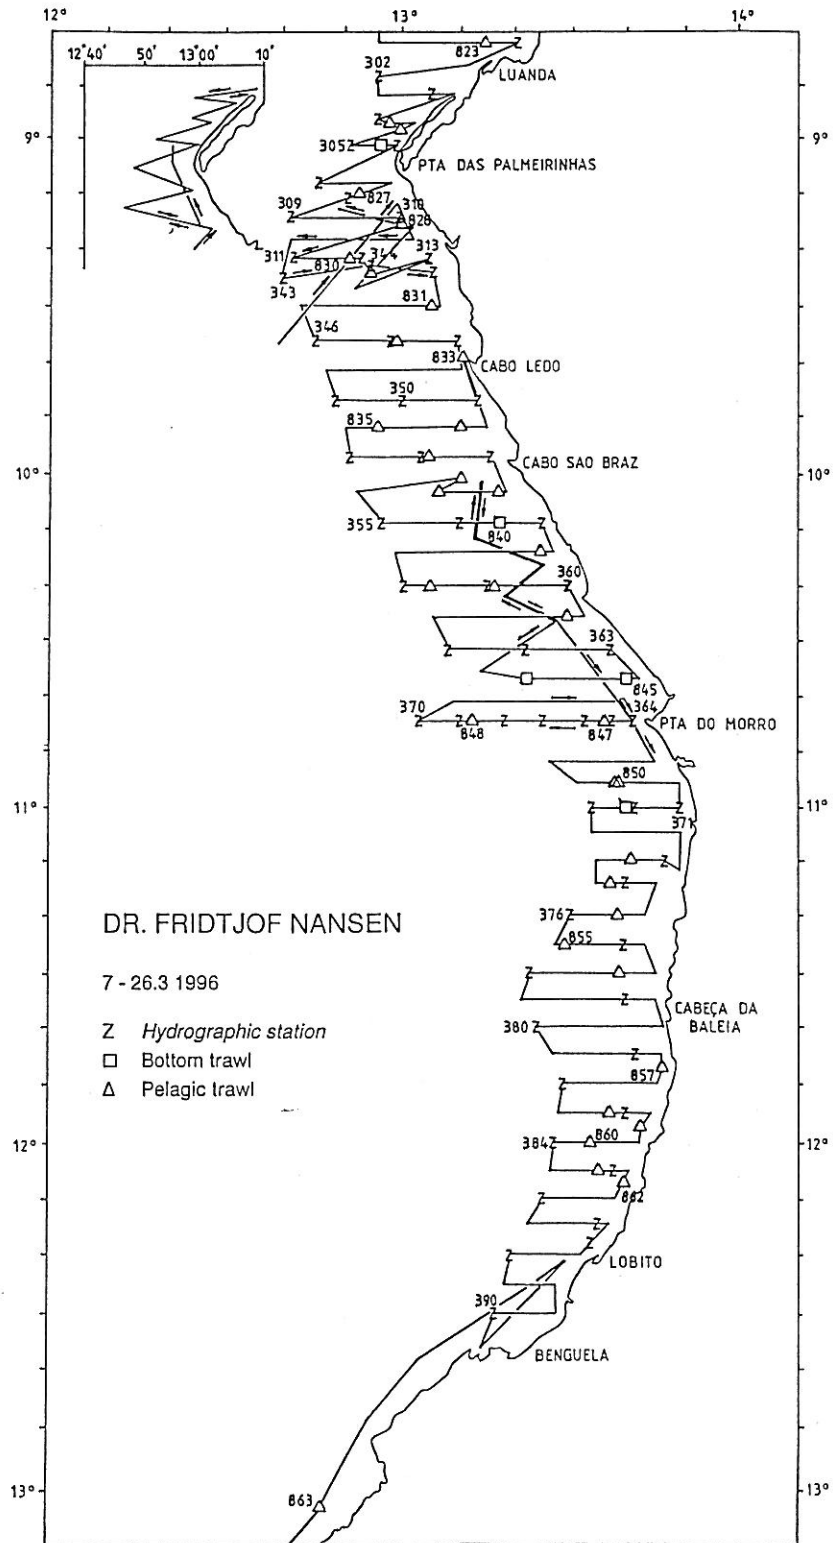 12° 13° 14°
12°40' 50' 13°00' 10'
823
302
LUANDA
9° 9°
3052
PTA DAS PALMEIRINHAS
827 310
309
828
311
830 344 313
343
831
346
833
CABO LEDO
350
835
CABO SAO BRAZ
10° 10°
355
840
360
363
845
370 364
848 847
PTA DO MORRO
850
11° 11°
371
DR. FRIDTJOF NANSEN
376
855
7 - 26.3 1996
CABEÇA DA
BALEIA
Z Hydrographic station
380
Bottom trawl
857
Pelagic trawl
12° 12°
384 860
862
LOBITO
390
BENGUELA
13° 13°
863